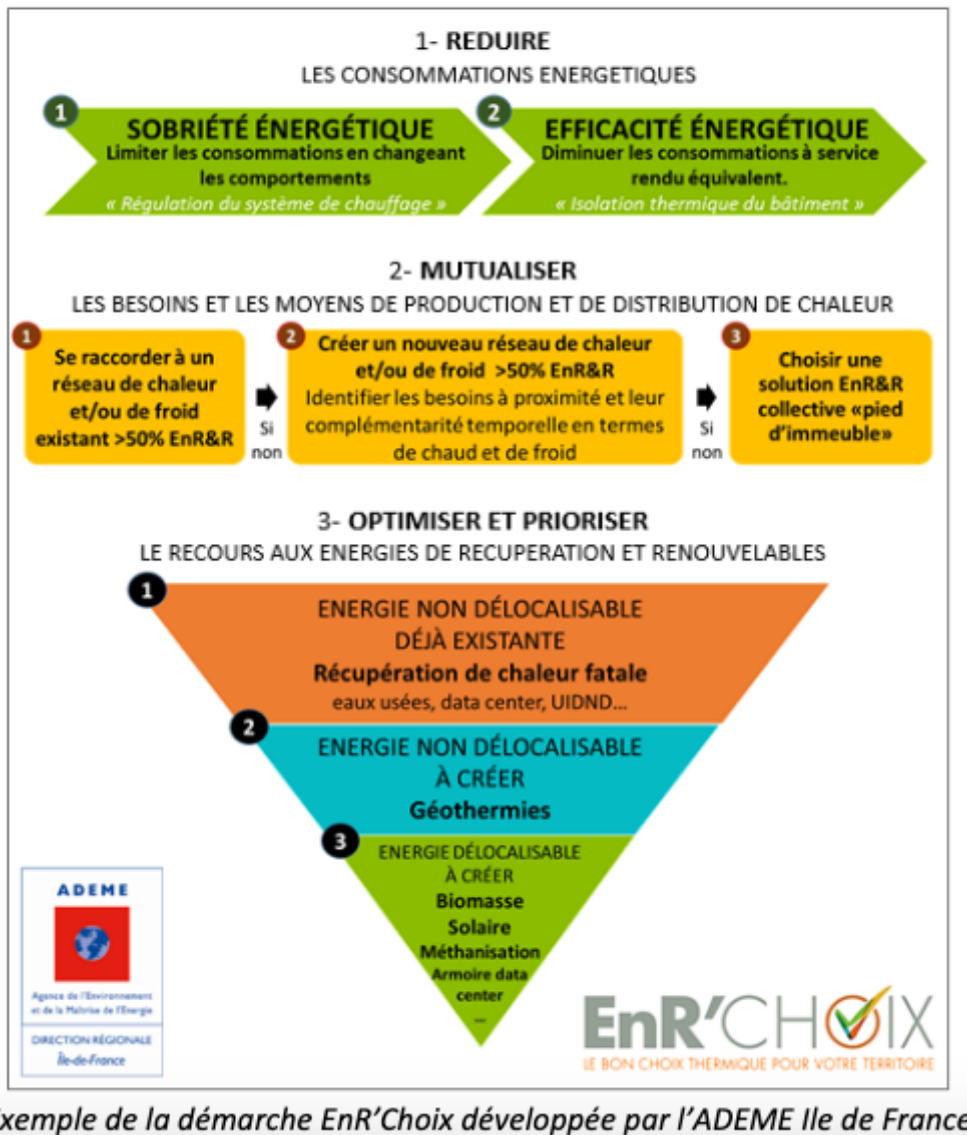 1- REDUIRE
LES CONSOMMATIONS ENERGETIQUES
1
SOBRIÉTÉ ÉNERGÉTIQUE
Limiter les consommations en changeant
les comportements
« Régulation du système de chauffage »
2
EFFICACITÉ ÉNERGÉTIQUE
Diminuer les consommations à service
rendu équivalent.
« Isolation thermique du bâtiment »
2- MUTUALISER
LES BESOINS ET LES MOYENS DE PRODUCTION ET DE DISTRIBUTION DE CHALEUR
1
Se raccorder à un
réseau de chaleur
et/ou de froid
existant >50% EnR&R
Si
non
2
Créer un nouveau réseau de chaleur
et/ou de froid >50% EnR&R
Identifier les besoins à proximité et leur
complémentarité temporelle en termes
de chaud et de froid
Si
non
3
Choisir une
solution EnR&R
collective «pied
d'immeuble»
3- OPTIMISER ET PRIORISER
LE RECOURS AUX ENERGIES DE RECUPERATION ET RENOUVELABLES
1
ENERGIE NON DÉLOCALISABLE
DÉJÀ EXISTANTE
Récupération de chaleur fatale
eaux usées, data center, UIDND...
2
ENERGIE NON DÉLOCALISABLE
À CRÉER
Géothermies
3
ENERGIE DÉLOCALISABLE
À CRÉER
Biomasse
Solaire
Méthanisation
Armoire data
center
...
ADEME
Agence de l'Environnement
et de la Maîtrise de l'Energie
DIRECTION RÉGIONALE
Île-de-France
EnR'CHOIX
LE BON CHOIX THERMIQUE POUR VOTRE TERRITOIRE
xemple de la démarche EnR'Choix développée par l'ADEME Ile de France